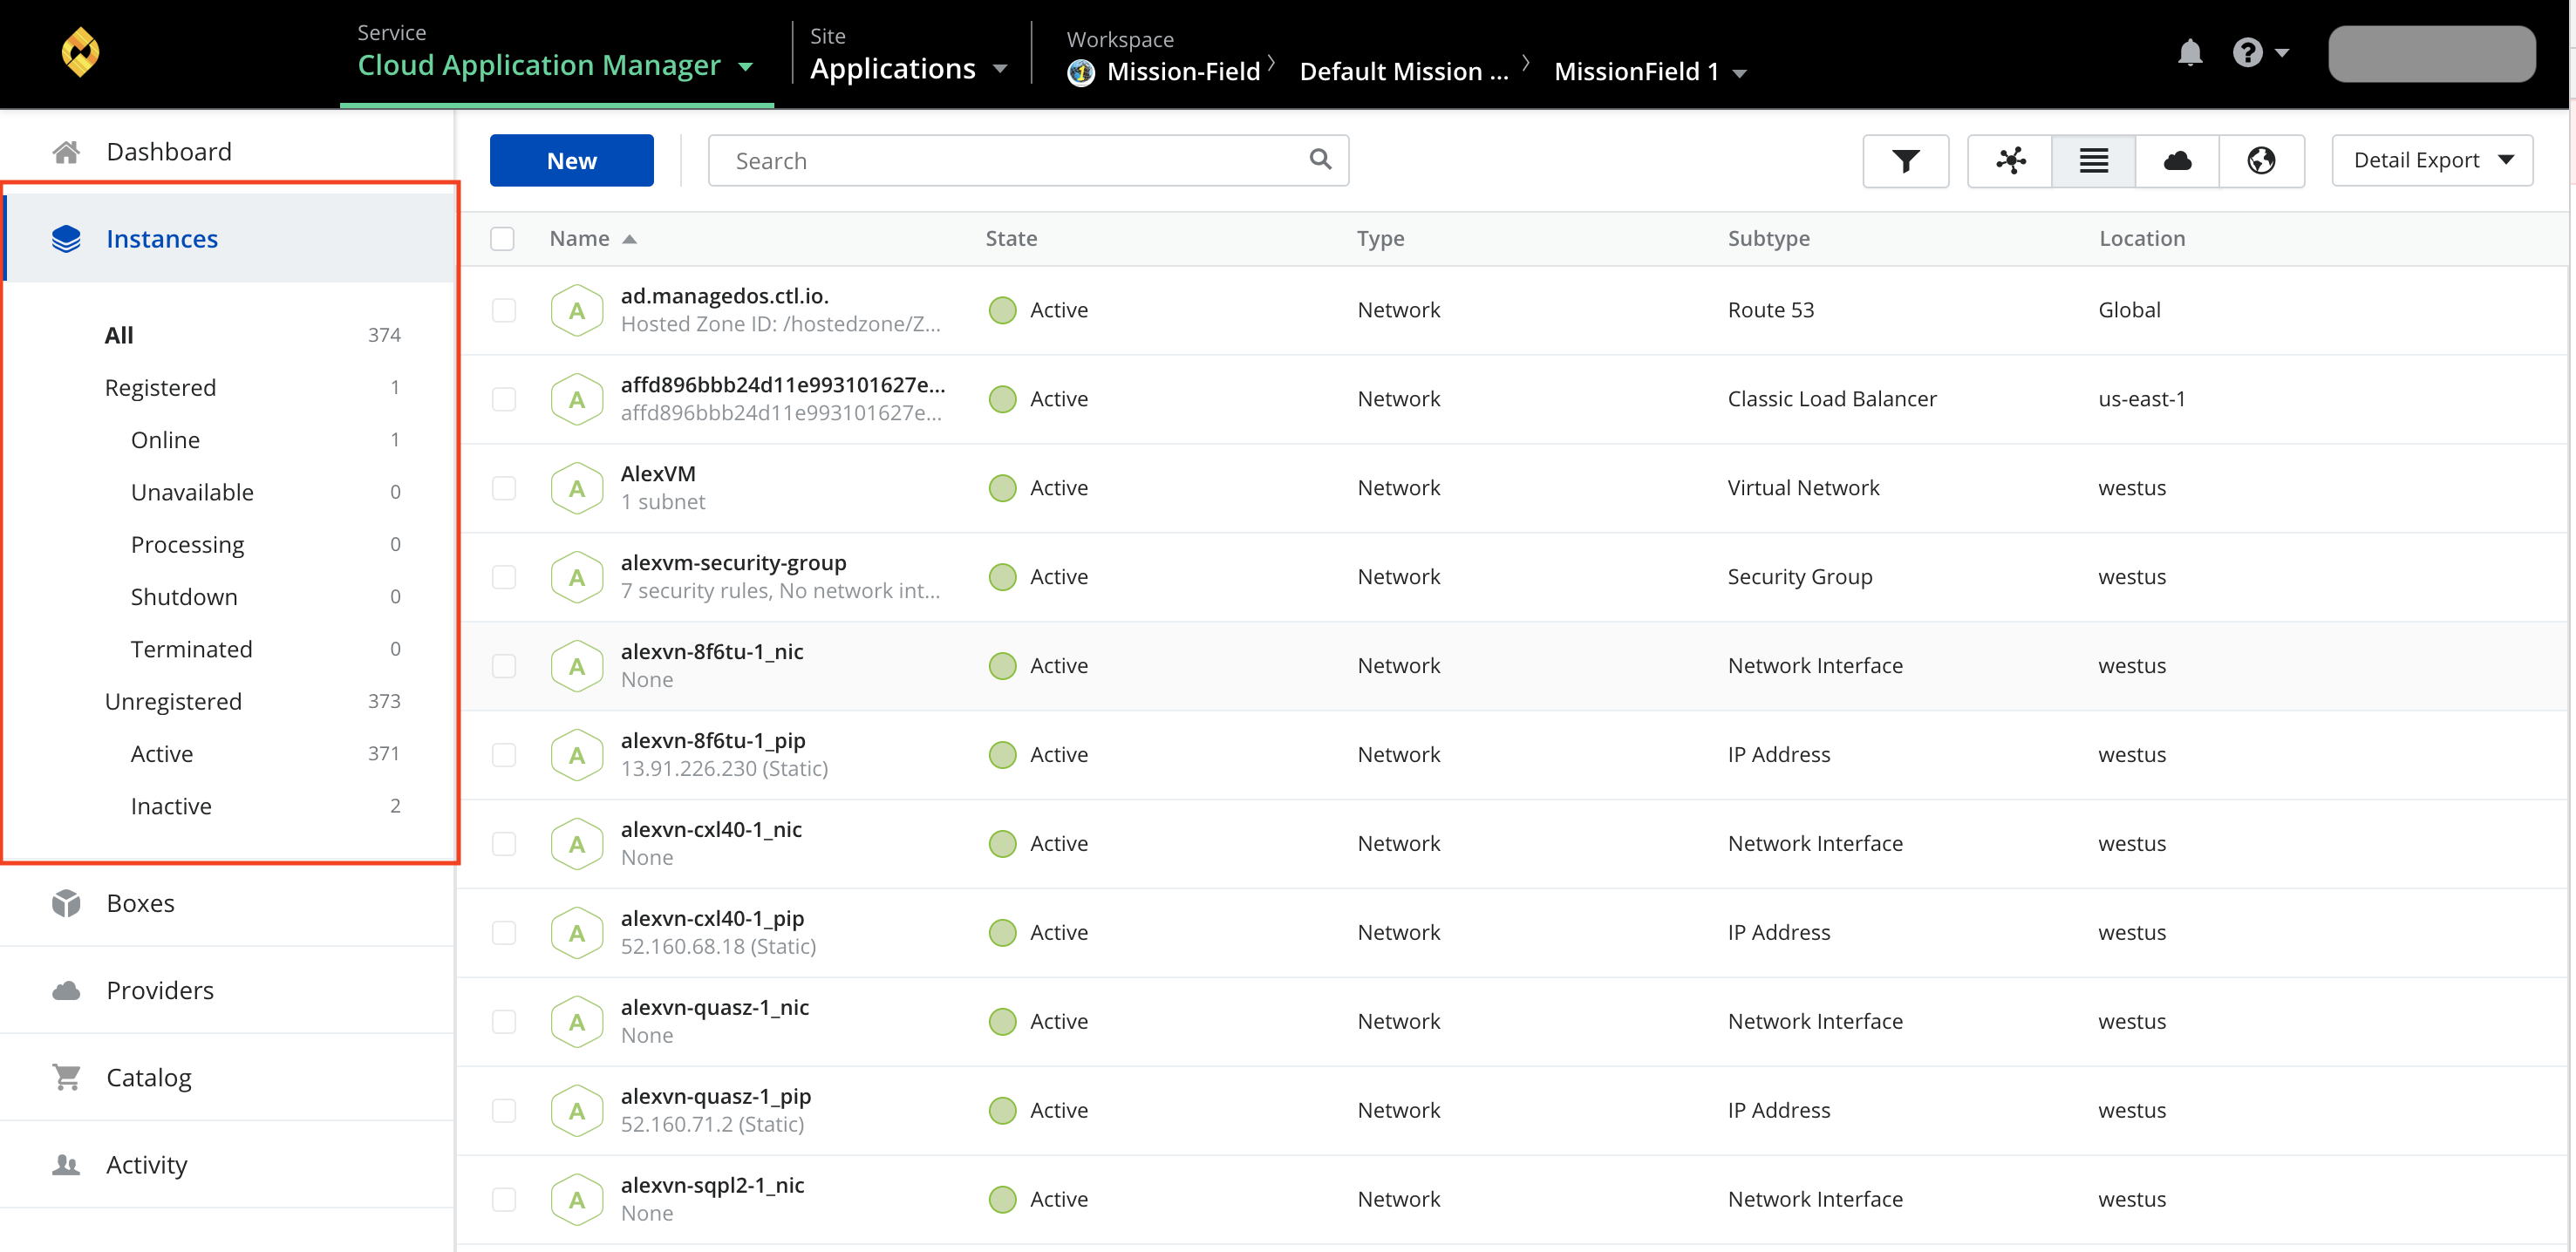 Service
Cloud Application Manager
Site
Applications
Workspace
Mission-Field
Default Mission ...
MissionField 1
Dashboard
Instances
All 374
Registered 1
Online 1
Unavailable 0
Processing 0
Shutdown 0
Terminated 0
Unregistered 373
Active 371
Inactive 2
Boxes
Providers
Catalog
Activity
New
Search
Detail Export
Name State Type Subtype Location
A ad.managedos.ctl.io. Active Network Route 53 Global
Hosted Zone ID: /hostedzone/Z...
A affd896bbb24d11e993101627e... Active Network Classic Load Balancer us-east-1
affd896bbb24d11e993101627e...
A AlexVM Active Network Virtual Network westus
1 subnet
A alexvm-security-group Active Network Security Group westus
7 security rules, No network int...
A alexvn-8f6tu-1_nic Active Network Network Interface westus
None
A alexvn-8f6tu-1_pip Active Network IP Address westus
13.91.226.230 (Static)
A alexvn-cxl40-1_nic Active Network Network Interface westus
None
A alexvn-cxl40-1_pip Active Network IP Address westus
52.160.68.18 (Static)
A alexvn-quasz-1_nic Active Network Network Interface westus
None
A alexvn-quasz-1_pip Active Network IP Address westus
52.160.71.2 (Static)
A alexvn-sqpl2-1_nic Active Network Network Interface westus
None